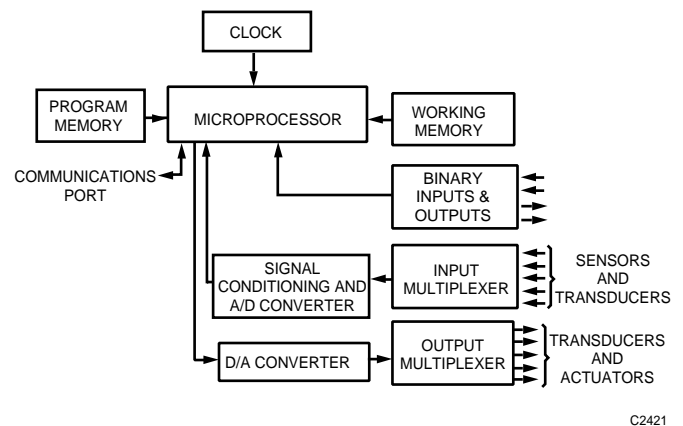 CLOCK
PROGRAM
MEMORY
MICROPROCESSOR
WORKING
MEMORY
COMMUNICATIONS
PORT
BINARY
INPUTS &
OUTPUTS
SIGNAL
CONDITIONING AND
A/D CONVERTER
INPUT
MULTIPLEXER
SENSORS
AND
TRANSDUCERS
D/A CONVERTER
OUTPUT
MULTIPLEXER
TRANSDUCERS
AND
ACTUATORS
C2421